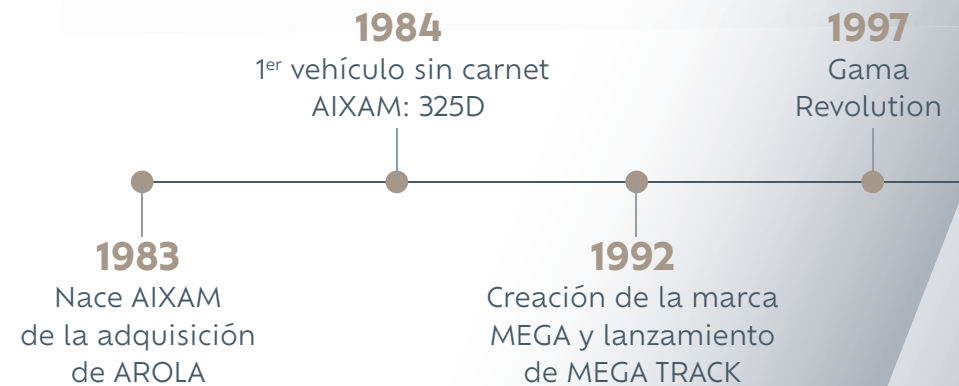 1984
1er vehículo sin carnet
AIXAM: 325D
1997
Gama
Revolution
1983
Nace AIXAM
de la adquisición
de AROLA
1992
Creación de la marca
MEGA y lanzamiento
de MEGA TRACK